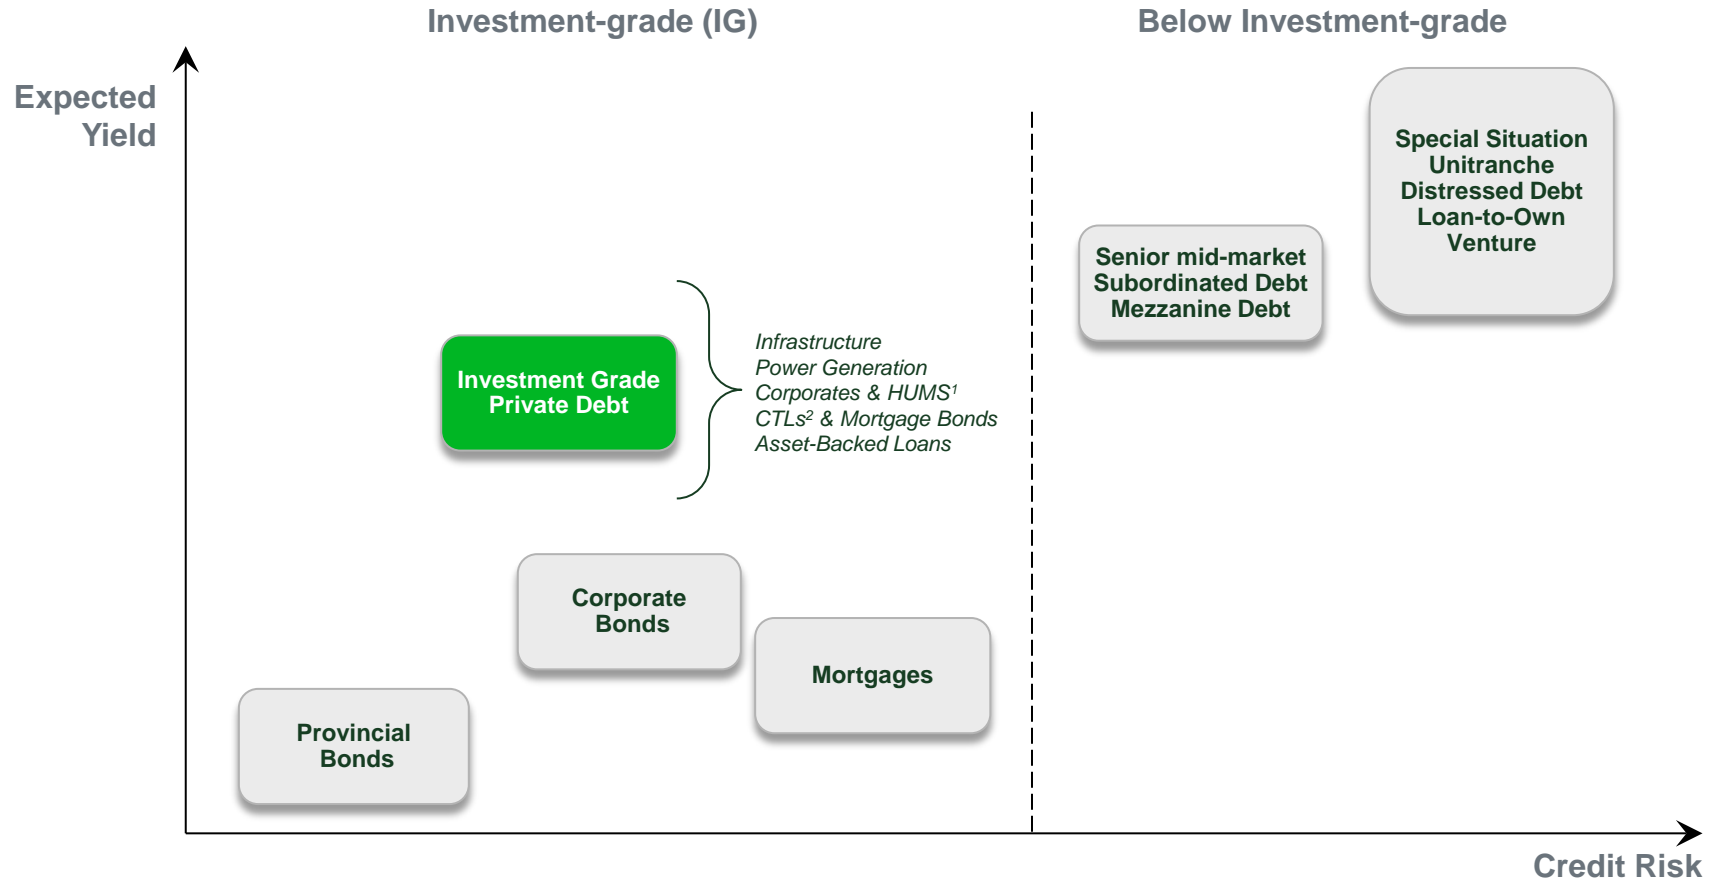 Investment-grade (IG)
Below Investment-grade
Expected
Yield
Special Situation
Unitranche
Distressed Debt
Loan-to-Own
Venture
Senior mid-market
Subordinated Debt
Mezzanine Debt
Investment Grade
Private Debt
Infrastructure
Power Generation
Corporates & HUMS¹
CTLs² & Mortgage Bonds
Asset-Backed Loans
Corporate
Bonds
Mortgages
Provincial
Bonds
Credit Risk